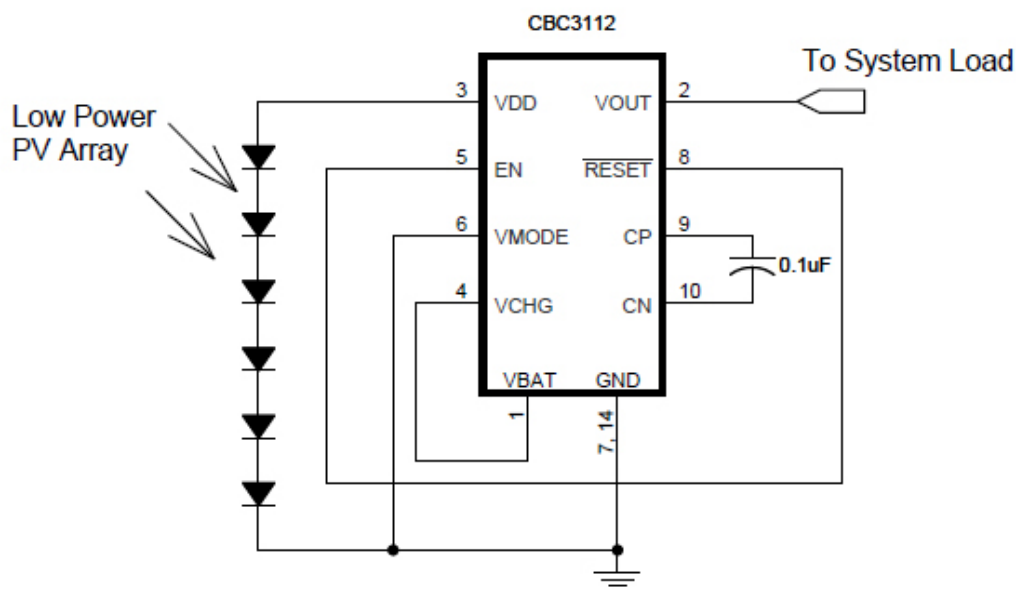 CBC3112
To System Load
Low Power
PV Array
3 VDD VOUT 2
5 EN RESET 8
6 VMODE CP 9
0.1uF
4 VCHG CN 10
VBAT GND
1 7, 14